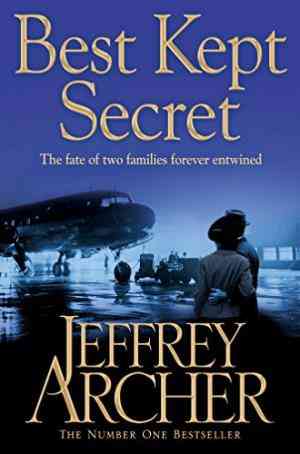 Best Kept
Secret
The fate of two families forever entwined
JEFFREY
ARCHER
THE NUMBER ONE BESTSELLER